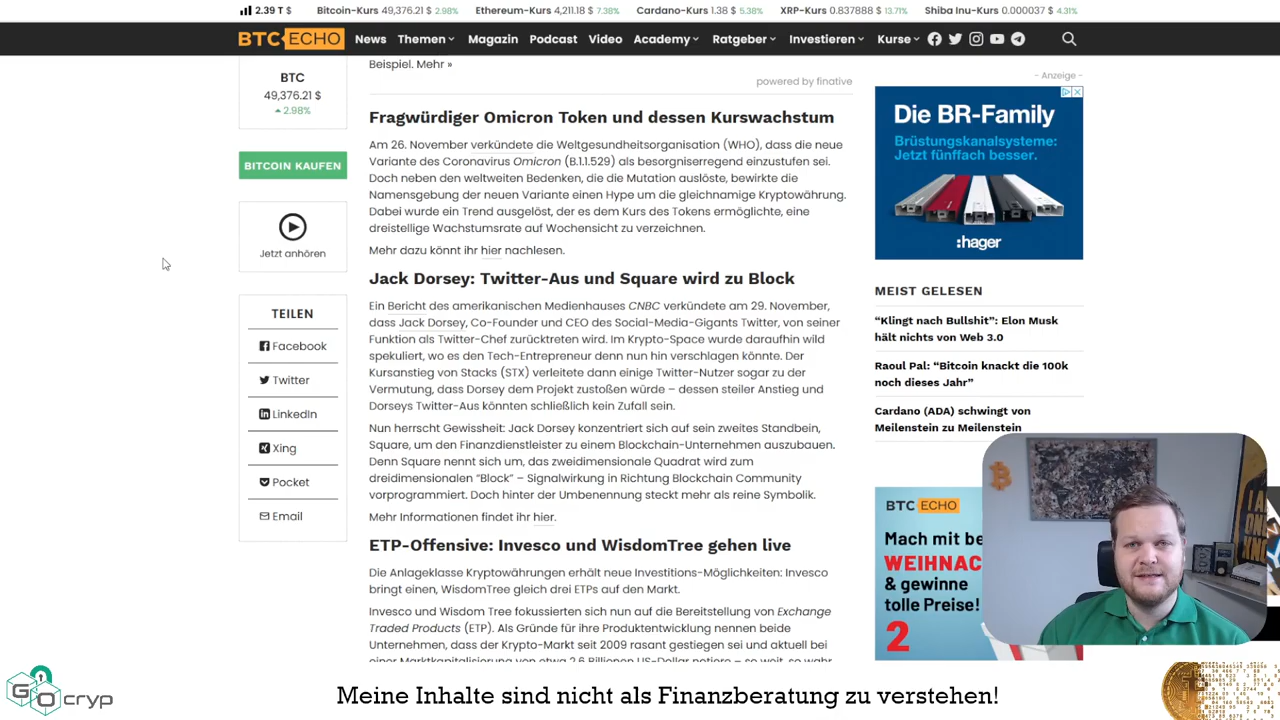 2.39 T $ Bitcoin-Kurs 49,376.21 $ 2.98% Ethereum-Kurs 4,211.18 $ 7.38% Cardano-Kurs 1.38 $ 5.38% XRP-Kurs 0.837888 $ 13.71% Shiba Inu-Kurs 0.000037 $ 4.31%
BTC ECHO News Themen Magazin Podcast Video Academy Ratgeber Investieren Kurse
BTC
49,376.21 $
2.98%
BITCOIN KAUFEN
Jetzt anhören
TEILEN
Facebook
Twitter
LinkedIn
Xing
Pocket
Email
Beispiel. Mehr »
powered by finative
Fragwürdiger Omicron Token und dessen Kurswachstum
Am 26. November verkündete die Weltgesundheitsorganisation (WHO), dass die neue
Variante des Coronavirus Omicron (B.1.1.529) als besorgniserregend einzustufen sei.
Doch neben den weltweiten Bedenken, die die Mutation auslöste, bewirkte die
Namensgebung der neuen Variante einen Hype um die gleichnamige Kryptowährung.
Dabei wurde ein Trend ausgelöst, der es dem Kurs des Tokens ermöglichte, eine
dreistellige Wachstumsrate auf Wochensicht zu verzeichnen.
Mehr dazu könnt ihr hier nachlesen.
Jack Dorsey: Twitter-Aus und Square wird zu Block
Ein Bericht des amerikanischen Medienhauses CNBC verkündete am 29. November,
dass Jack Dorsey, Co-Founder und CEO des Social-Media-Gigants Twitter, von seiner
Funktion als Twitter-Chef zurücktreten wird. Im Krypto-Space wurde daraufhin wild
spekuliert, wo es den Tech-Entrepreneur denn nun hin verschlagen könnte. Der
Kursanstieg von Stacks (STX) verleitete dann einige Twitter-Nutzer sogar zu der
Vermutung, dass Dorsey dem Projekt zustoßen würde – dessen steiler Anstieg und
Dorseys Twitter-Aus könnten schließlich kein Zufall sein.
Nun herrscht Gewissheit: Jack Dorsey konzentriert sich auf sein zweites Standbein,
Square, um den Finanzdienstleister zu einem Blockchain-Unternehmen auszubauen.
Denn Square nennt sich um, das zweidimensionale Quadrat wird zum
dreidimensionalen “Block” – Signalwirkung in Richtung Blockchain Community
vorprogrammiert. Doch hinter der Umbenennung steckt mehr als reine Symbolik.
Mehr Informationen findet ihr hier.
ETP-Offensive: Invesco und WisdomTree gehen live
Die Anlageklasse Kryptowährungen erhält neue Investitions-Möglichkeiten: Invesco
bringt einen, WisdomTree gleich drei ETPs auf den Markt.
Invesco und Wisdom Tree fokussierten sich nun auf die Bereitstellung von Exchange
Traded Products (ETP). Als Gründe für ihre Produktentwicklung nennen beide
Unternehmen, dass der Krypto-Markt seit 2009 rasant gestiegen sei und aktuell bei
einer Marktkapitalisierung von etwa 2,6 Billionen US-Dollar notiere – so weit, so wahr
- Anzeige -
Die BR-Family
Brüstungskanalsysteme:
Jetzt fünffach besser.
:hager
MEIST GELESEN
“Klingt nach Bullshit”: Elon Musk
hält nichts von Web 3.0
Raoul Pal: “Bitcoin knackt die 100k
noch dieses Jahr”
Cardano (ADA) schwingt von
Meilenstein zu Meilenstein
BTC ECHO
Mach mit be
WEIHNAC
& gewinne
tolle Preise!
2
GOcryp
Meine Inhalte sind nicht als Finanzberatung zu verstehen!